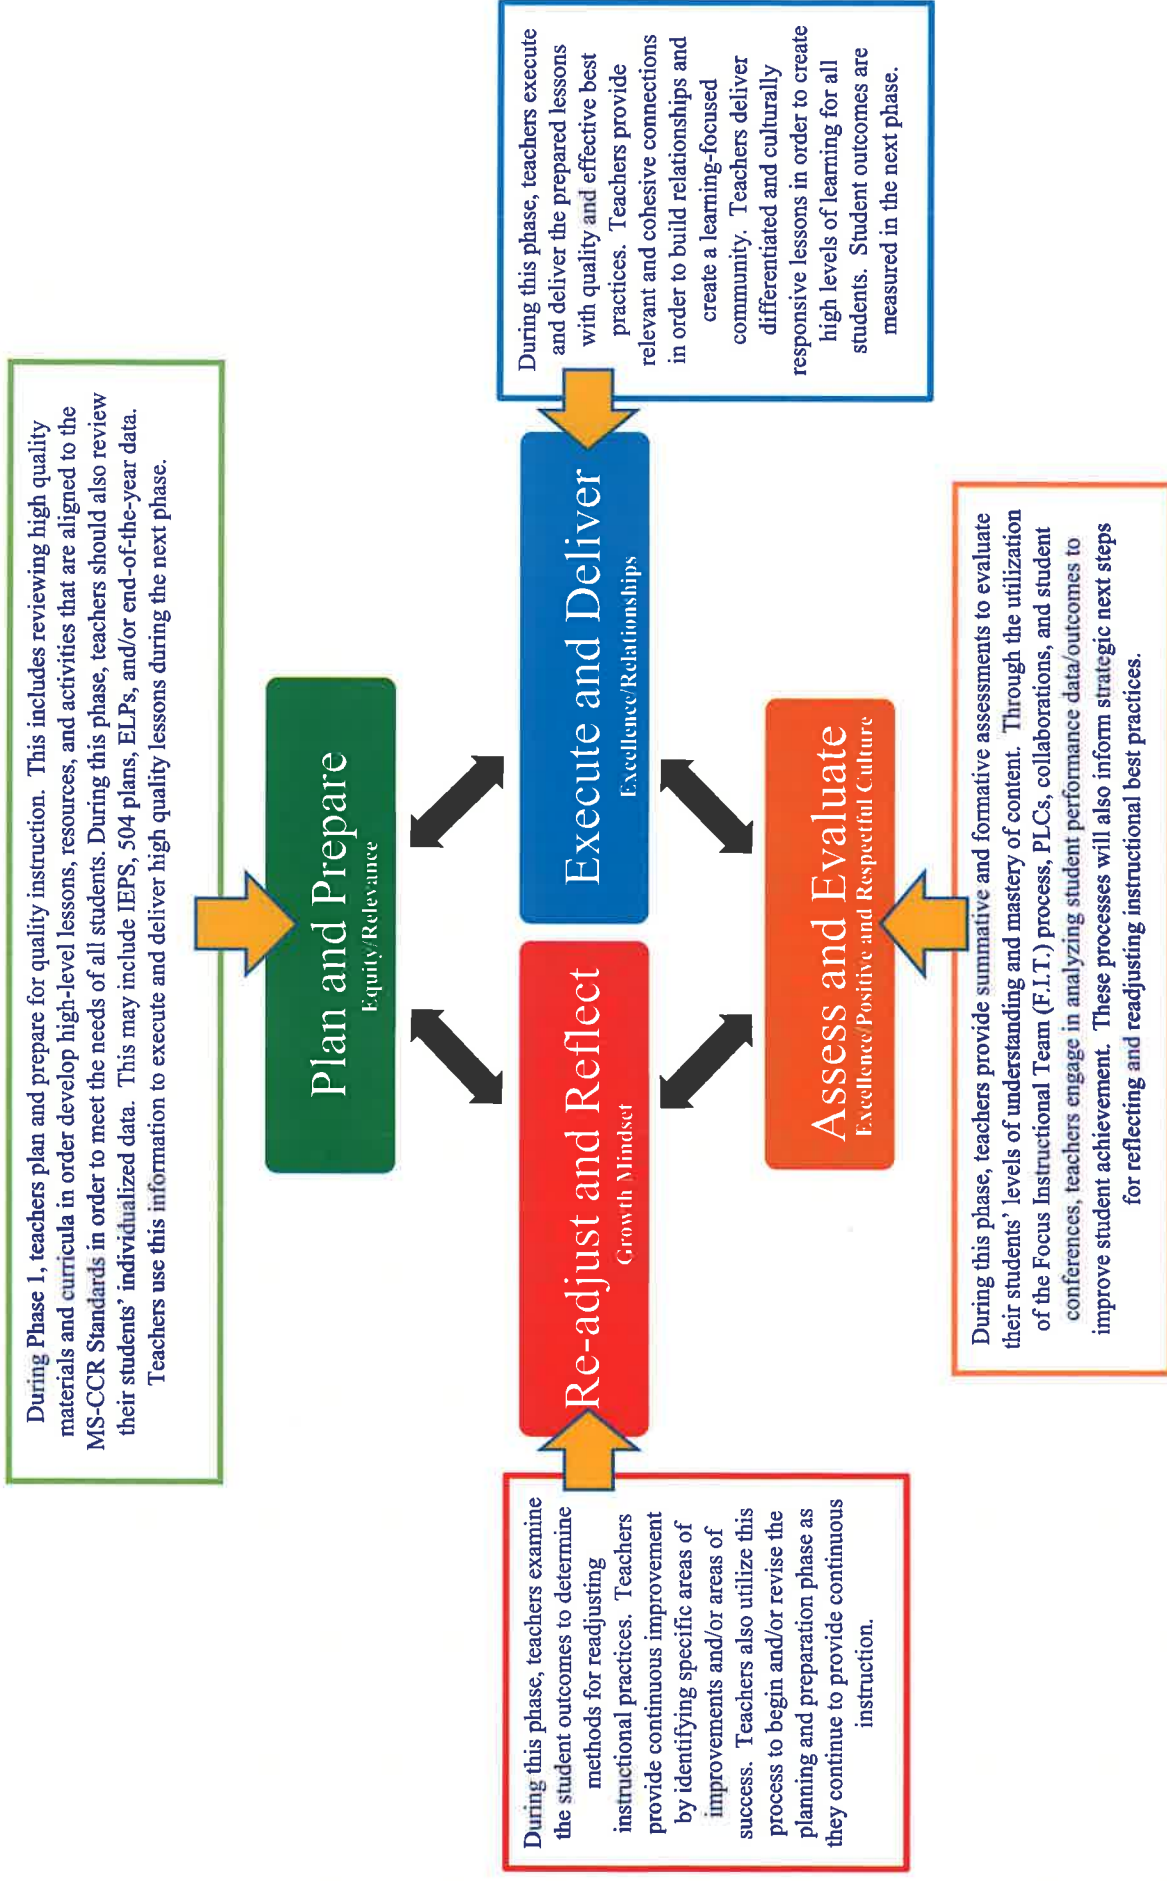 During Phase 1, teachers plan and prepare for quality instruction.  This includes reviewing high quality
materials and curricula in order develop high-level lessons, resources, and activities that are aligned to the
MS-CCR Standards in order to meet the needs of all students. During this phase, teachers should also review
their students' individualized data.  This may include IEPS, 504 plans, ELPs, and/or end-of-the-year data.
Teachers use this information to execute and deliver high quality lessons during the next phase.
Plan and Prepare
Equity/Relevance
During this phase, teachers execute
and deliver the prepared lessons
with quality and effective best
practices.  Teachers provide
relevant and cohesive connections
in order to build relationships and
create a learning-focused
community.  Teachers deliver
differentiated and culturally
responsive lessons in order to create
high levels of learning for all
students.  Student outcomes are
measured in the next phase.
Execute and Deliver
Excellence/Relationships
Assess and Evaluate
Excellence/Positive and Respectful Culture
During this phase, teachers provide summative and formative assessments to evaluate
their students' levels of understanding and mastery of content.  Through the utilization
of the Focus Instructional Team (F.I.T.) process, PLCs, collaborations, and student
conferences, teachers engage in analyzing student performance data/outcomes to
improve student achievement.  These processes will also inform strategic next steps
for reflecting and readjusting instructional best practices.
Re-adjust and Reflect
Growth Mindset
During this phase, teachers examine
the student outcomes to determine
methods for readjusting
instructional practices.  Teachers
provide continuous improvement
by identifying specific areas of
improvements and/or areas of
success.  Teachers also utilize this
process to begin and/or revise the
planning and preparation phase as
they continue to provide continuous
instruction.